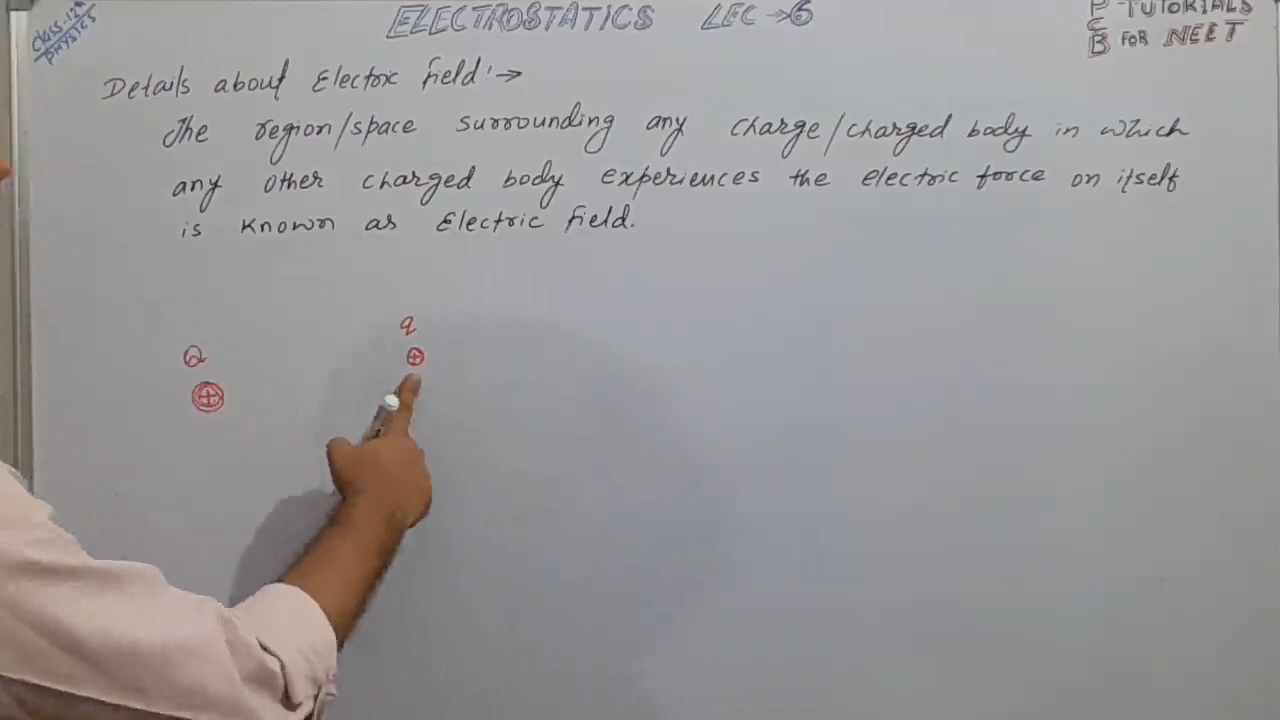 Class-12th
PHYSICS
ELECTROSTATICS LEC → 6
P TUTORIALS
C
B FOR NEET
Details about Electric field :→
The region/space surrounding any charge/charged body in which
any other charged body experiences the electric force on itself
is known as Electric field.
q
+
Q
+